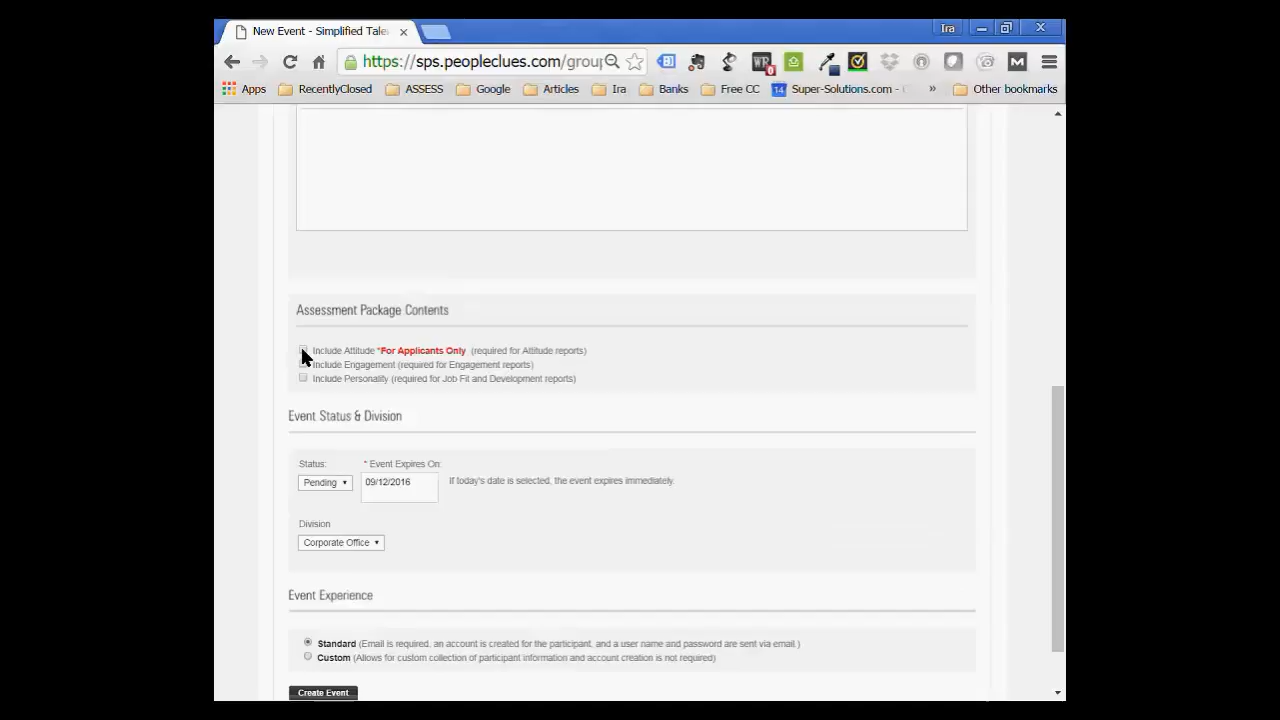 New Event - Simplified Tale
Ira
https://sps.peopleclues.com/group
Apps RecentlyClosed ASSESS Google Articles Ira Banks Free CC 14 Super-Solutions.com - » Other bookmarks
Assessment Package Contents
Include Attitude *For Applicants Only (required for Attitude reports)
Include Engagement (required for Engagement reports)
Include Personality (required for Job Fit and Development reports)
Event Status & Division
Status: * Event Expires On:
Pending 09/12/2016 If today's date is selected, the event expires immediately.
Division
Corporate Office
Event Experience
Standard (Email is required, an account is created for the participant, and a user name and password are sent via email.)
Custom (Allows for custom collection of participant information and account creation is not required)
Create Event